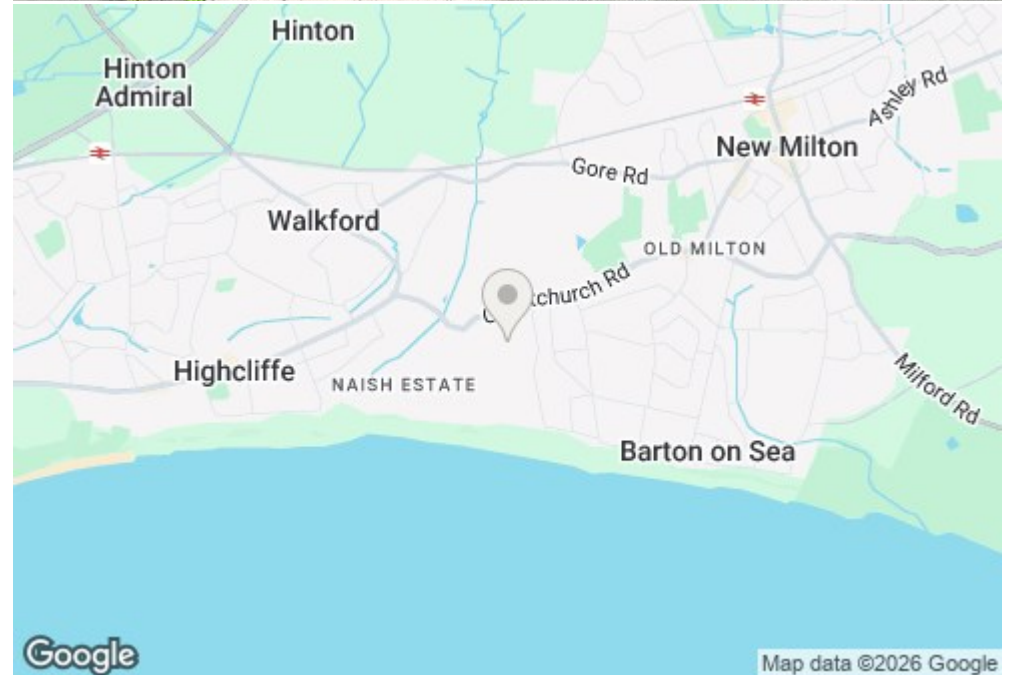 Hinton
Hinton
Admiral
Ashley Rd
New Milton
Gore Rd
Walkford
OLD MILTON
tchurch Rd
Highcliffe
NAISH ESTATE
Milford Rd
Barton on Sea
Google
Map data ©2026 Google